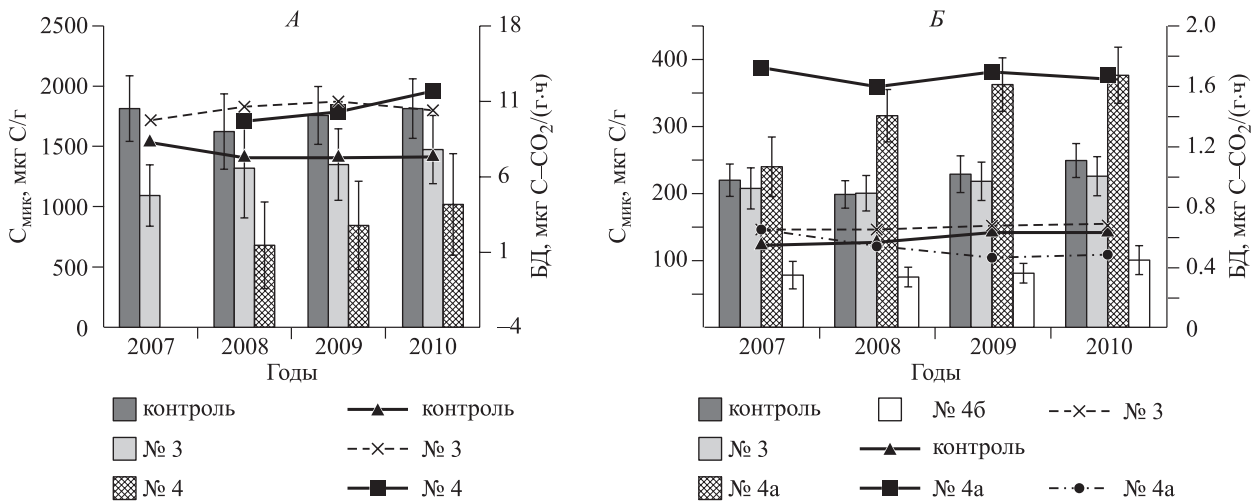 А
Б
2500
2000
1500
1000
500
0
Смик, мкг С/г
18
11
6
1
−4
БД, мкг С–CO₂/(г·ч)
2007 2008 2009 2010
Годы
контроль
контроль
№ 3
№ 3
№ 4
№ 4
400
300
200
100
Смик, мкг С/г
2.0
1.6
1.2
0.8
0.4
0
БД, мкг С–CO₂/(г·ч)
2007 2008 2009 2010
Годы
контроль
№ 4б
№ 3
№ 3
контроль
№ 4а
№ 4а
№ 4а